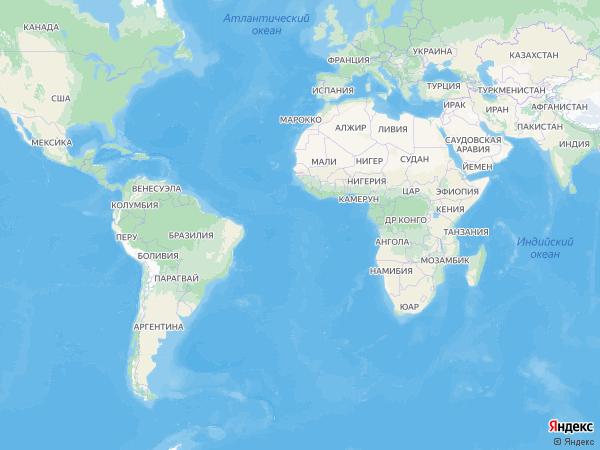 Атлантический
океан
КАНАДА
США
МЕКСИКА
ВЕНЕСУЭЛА
КОЛУМБИЯ
ПЕРУ
БРАЗИЛИЯ
БОЛИВИЯ
ПАРАГВАЙ
АРГЕНТИНА
ФРАНЦИЯ
УКРАИНА
КАЗАХСТАН
ИСПАНИЯ
ТУРЦИЯ
ТУРКМЕНИСТАН
ИРАК
ИРАН
АФГАНИСТАН
МАРОККО
АЛЖИР
ЛИВИЯ
ПАКИСТАН
САУДОВСКАЯ
АРАВИЯ
ИНДИЯ
МАЛИ
НИГЕР
СУДАН
ЙЕМЕН
НИГЕРИЯ
ЦАР
ЭФИОПИЯ
КАМЕРУН
КЕНИЯ
ДР КОНГО
ТАНЗАНИЯ
АНГОЛА
Индийский
океан
МОЗАМБИК
НАМИБИЯ
ЮАР
Яндекс
© Яндекс